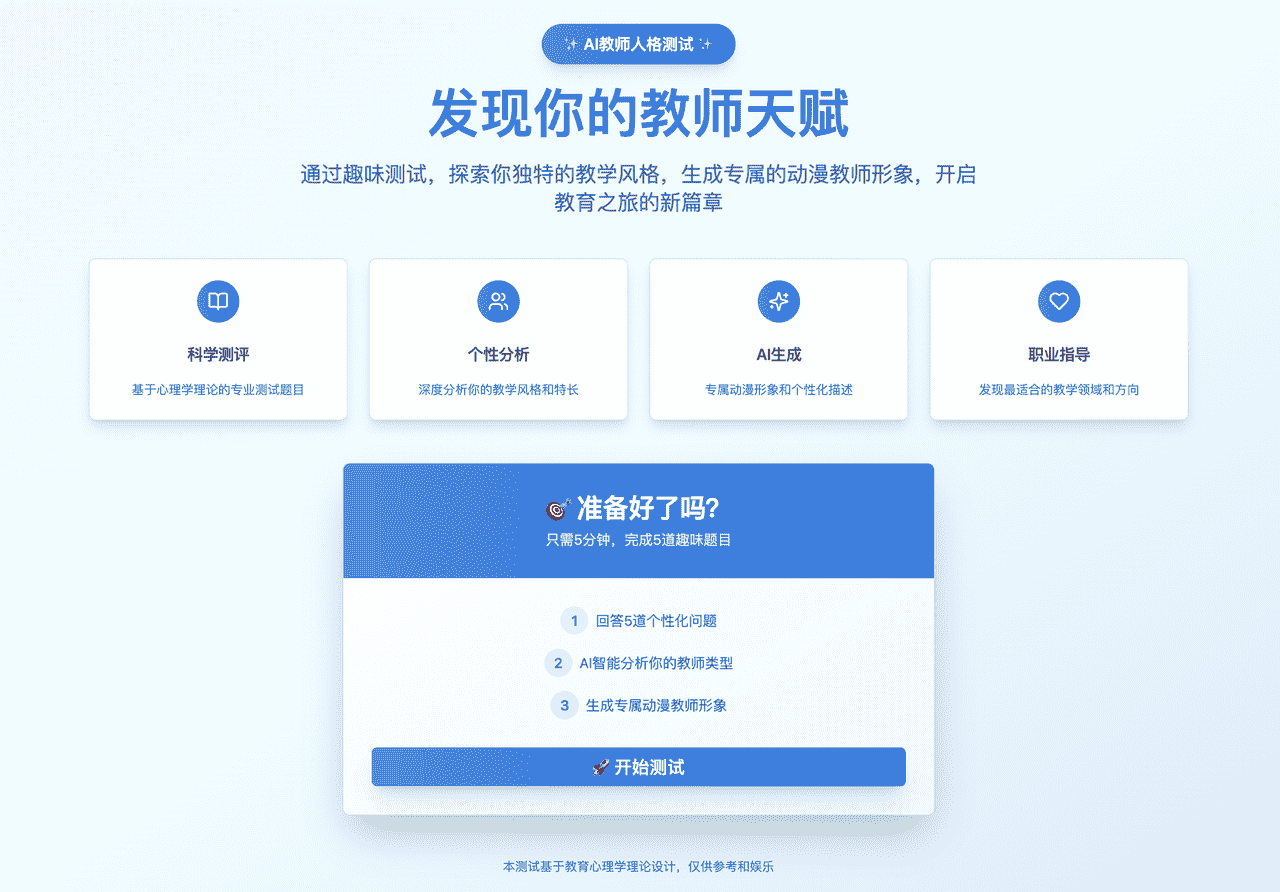 ✨ AI教师人格测试 ✨
发现你的教师天赋
通过趣味测试，探索你独特的教学风格，生成专属的动漫教师形象，开启
教育之旅的新篇章
科学测评
基于心理学理论的专业测试题目
个性分析
深度分析你的教学风格和特长
AI生成
专属动漫形象和个性化描述
职业指导
发现最适合的教学领域和方向
🎯 准备好了吗?
只需5分钟，完成5道趣味题目
1 回答5道个性化问题
2 AI智能分析你的教师类型
3 生成专属动漫教师形象
🚀 开始测试
本测试基于教育心理学理论设计，仅供参考和娱乐